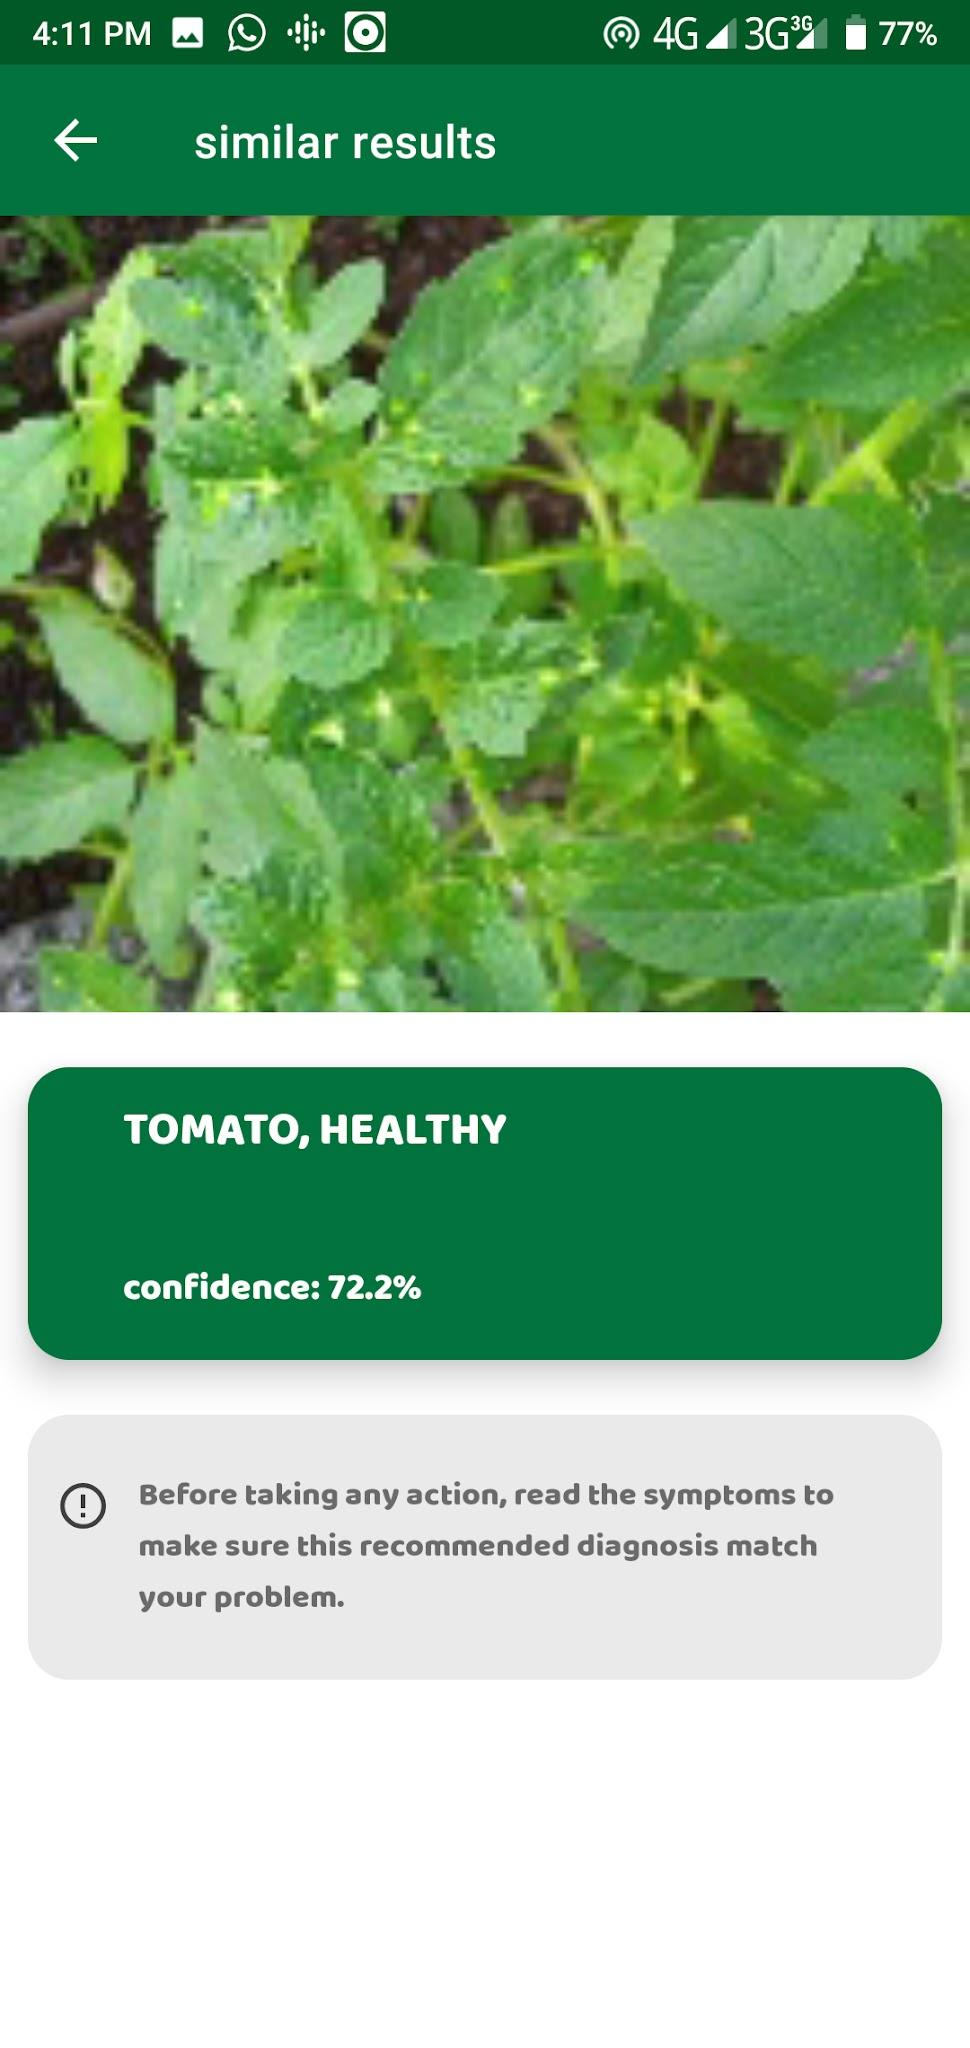 4:11 PM 4G 3G 3G 77%
similar results
TOMATO, HEALTHY
confidence: 72.2%
Before taking any action, read the symptoms to
make sure this recommended diagnosis match
your problem.